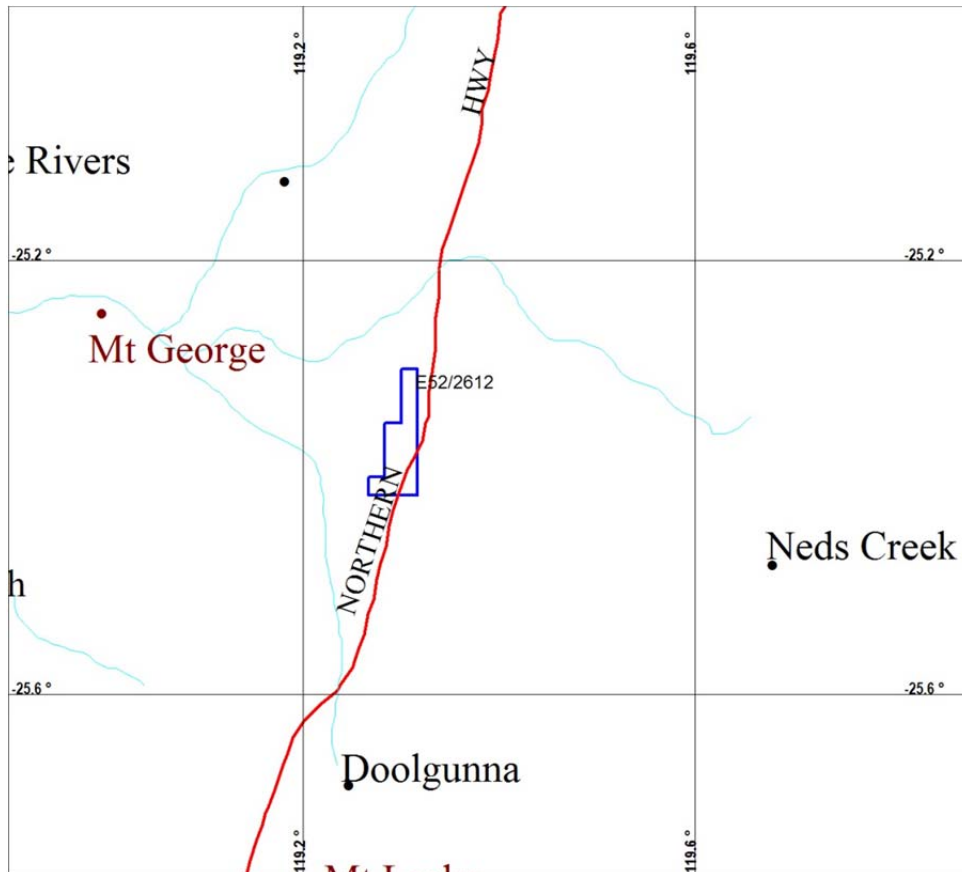 119.2 °
119.6 °
HWY
e Rivers
-25.2 °
-25.2 °
Mt George
E52/2612
NORTHERN
Neds Creek
h
-25.6 °
-25.6 °
Doolgunna
119.2 °
119.6 °
Mt